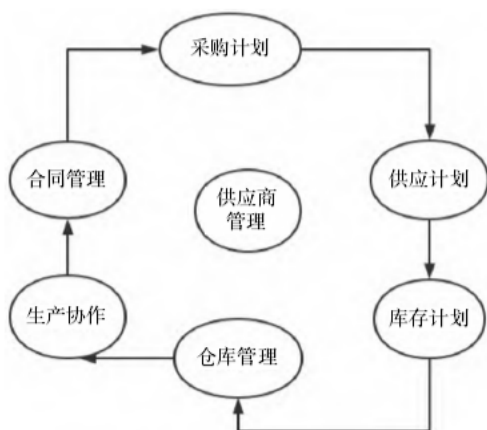 采购计划
合同管理
供应商
管理
供应计划
生产协作
仓库管理
库存计划